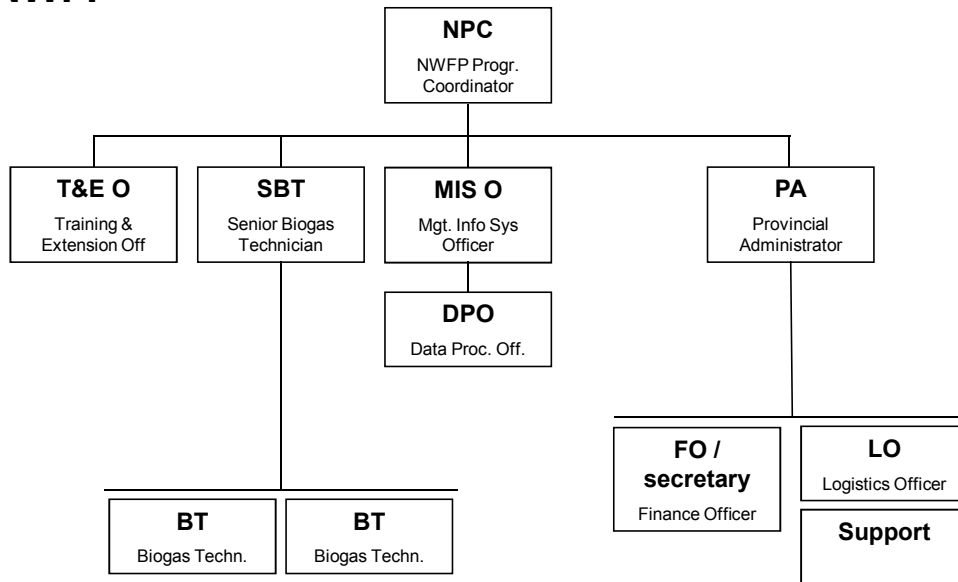 NPC
NWFP Progr.
Coordinator
T&E O
Training &
Extension Off
SBT
Senior Biogas
Technician
MIS O
Mgt. Info Sys
Officer
PA
Provincial
Administrator
DPO
Data Proc. Off.
FO /
secretary
Finance Officer
LO
Logistics Officer
Support
BT
Biogas Techn.
BT
Biogas Techn.